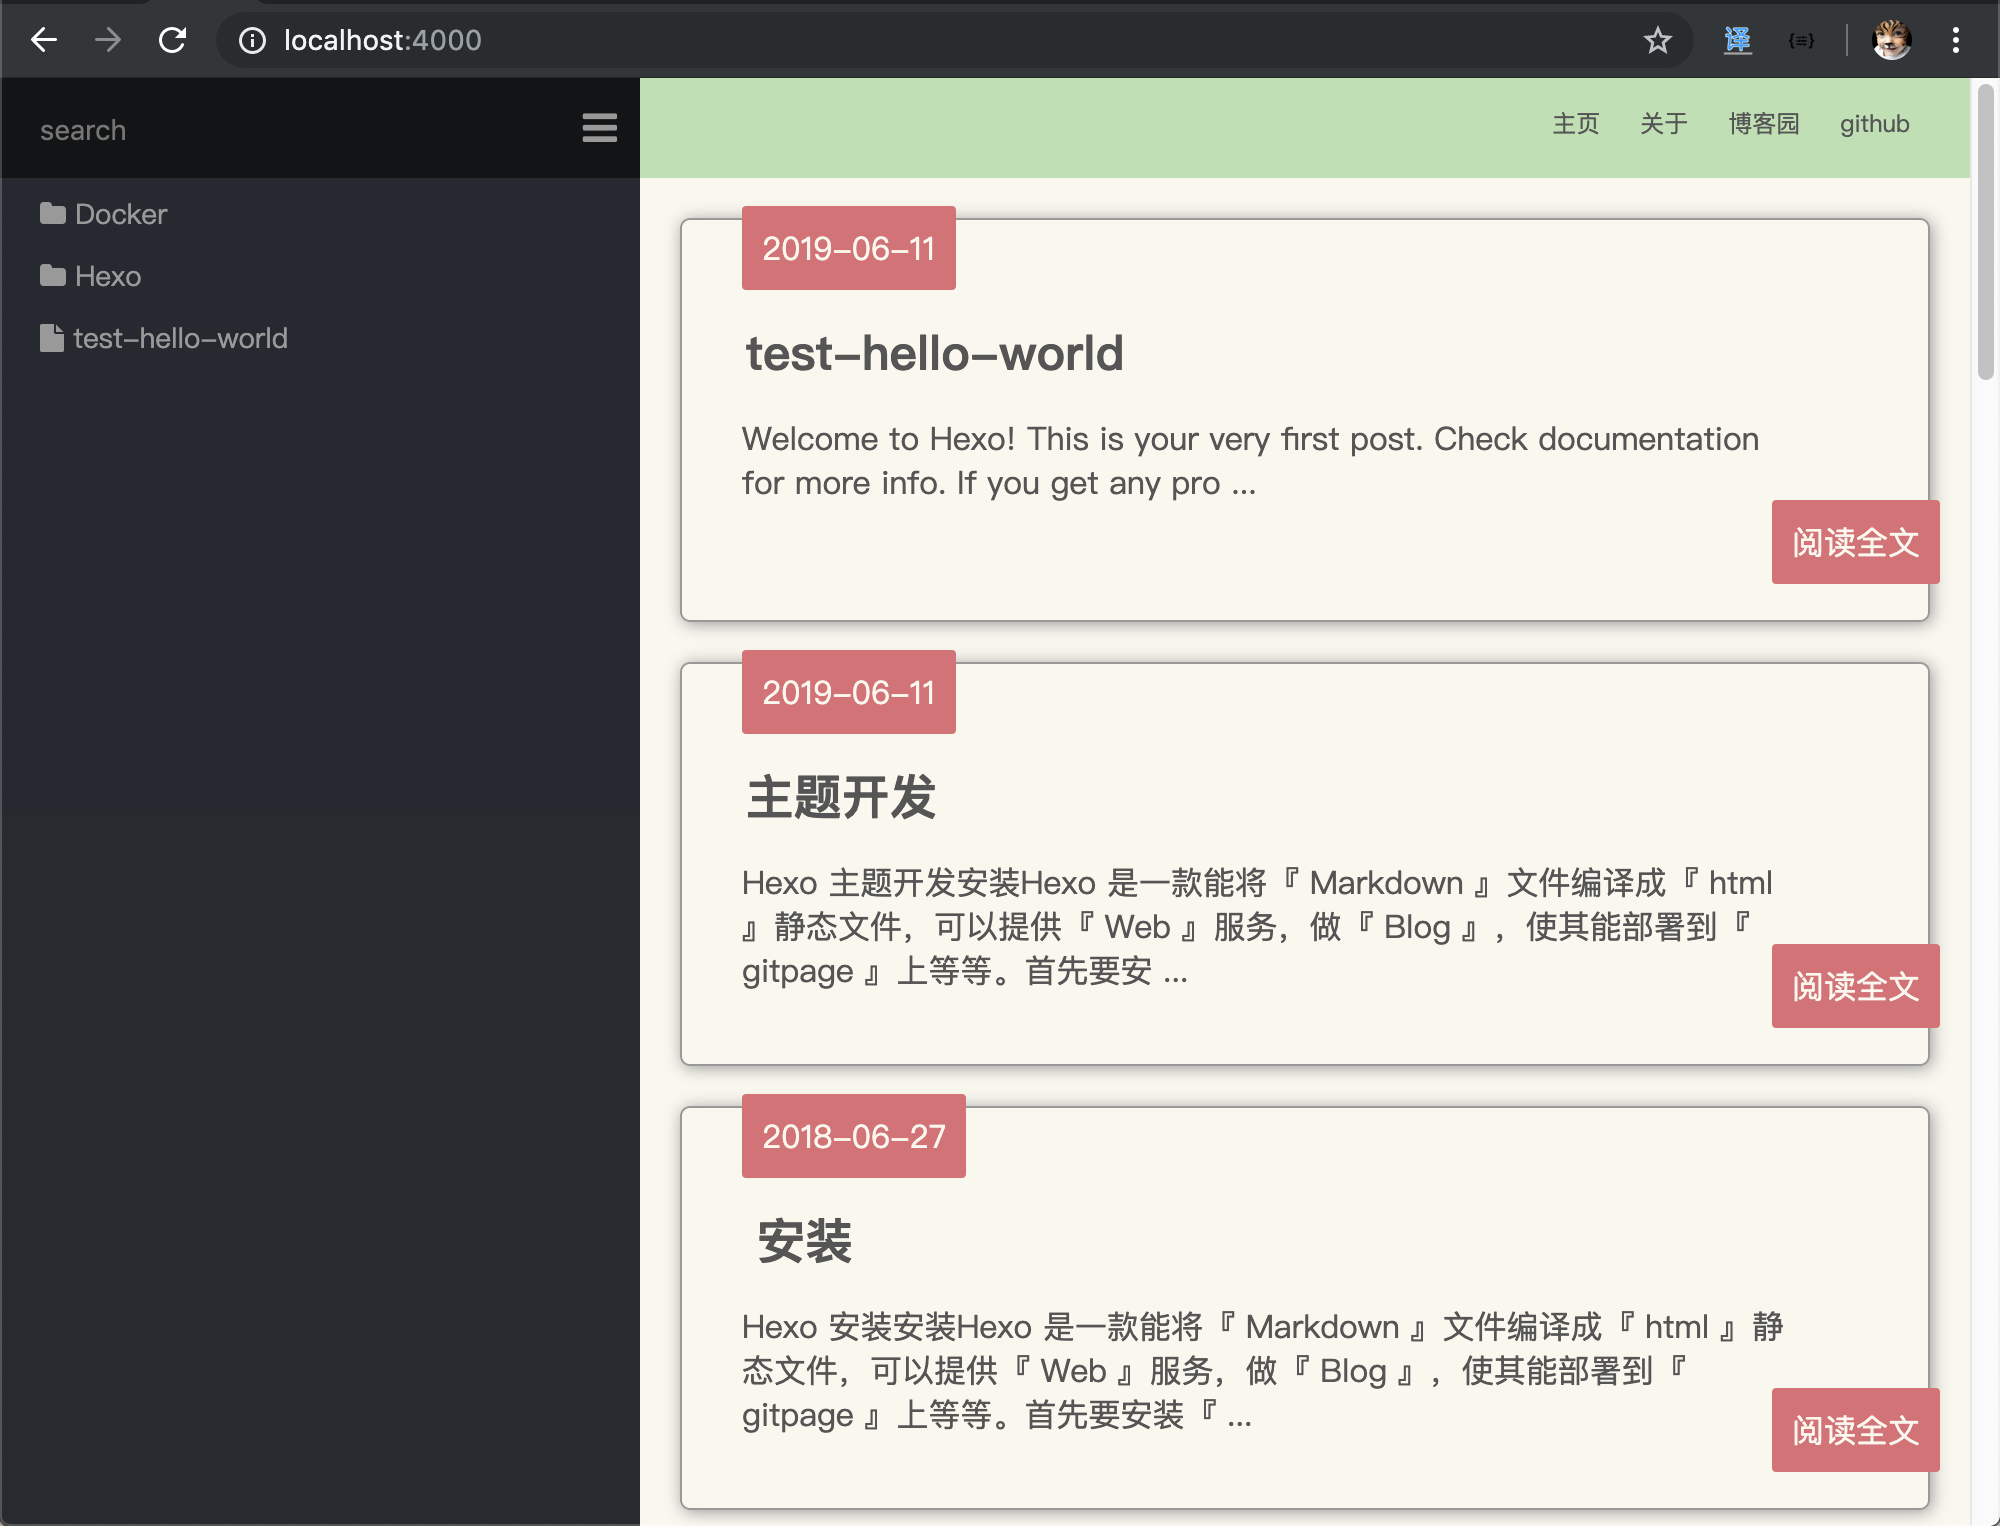 localhost:4000
译
{≡}
search
Docker
Hexo
test-hello-world
主页 关于 博客园 github
2019-06-11
test-hello-world
Welcome to Hexo! This is your very first post. Check documentation
for more info. If you get any pro ...
阅读全文
2019-06-11
主题开发
Hexo 主题开发安装Hexo 是一款能将『 Markdown 』文件编译成『 html
』静态文件，可以提供『 Web 』服务，做『 Blog 』，使其能部署到『
gitpage 』上等等。首先要安 ...
阅读全文
2018-06-27
安装
Hexo 安装安装Hexo 是一款能将『 Markdown 』文件编译成『 html 』静
态文件，可以提供『 Web 』服务，做『 Blog 』，使其能部署到『
gitpage 』上等等。首先要安装『 ...
阅读全文